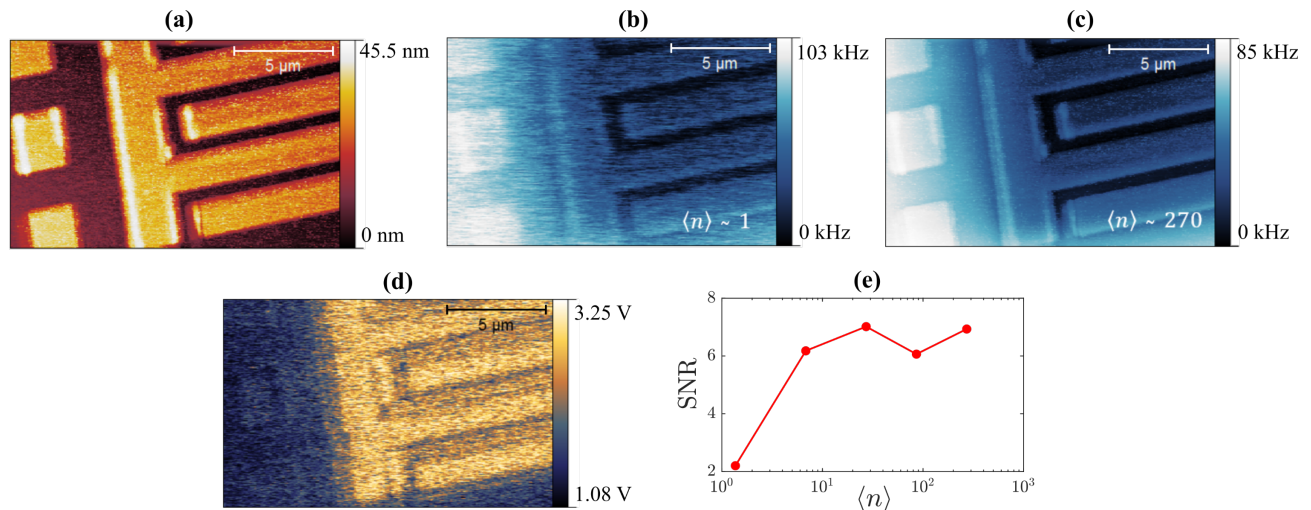 (a)
5 µm
45.5 nm
0 nm
(b)
5 µm
⟨n⟩ ~ 1
103 kHz
0 kHz
(c)
5 µm
⟨n⟩ ~ 270
85 kHz
0 kHz
(d)
5 µm
3.25 V
1.08 V
(e)
8
6
4
2
SNR
10⁰
10¹
10²
10³
⟨n⟩